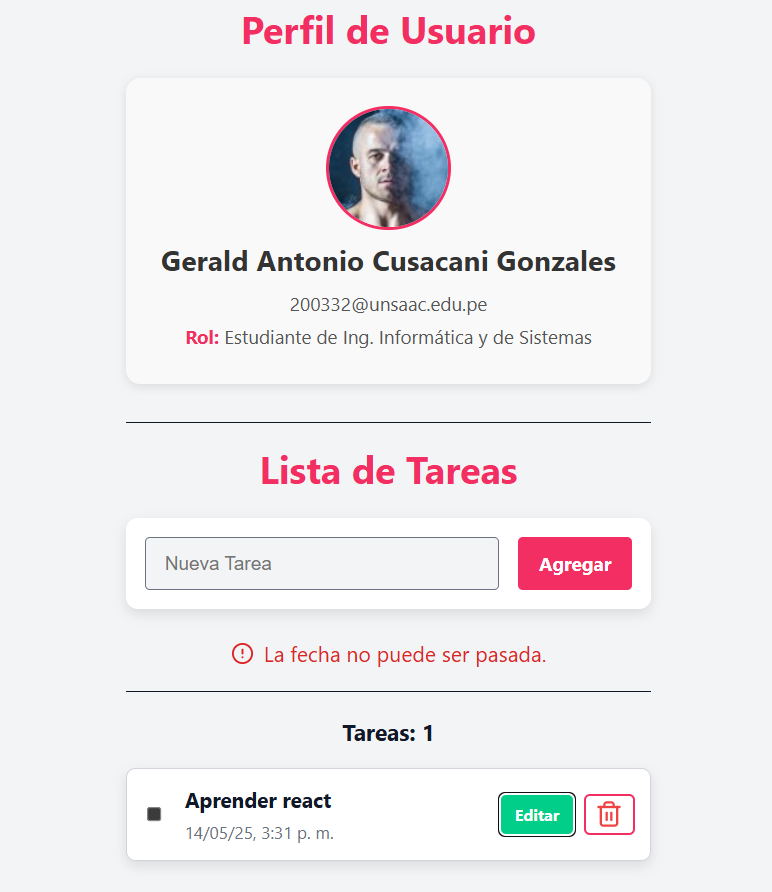 Perfil de Usuario
Gerald Antonio Cusacani Gonzales
200332@unsaac.edu.pe
Rol: Estudiante de Ing. Informática y de Sistemas
Lista de Tareas
Nueva Tarea
Agregar
La fecha no puede ser pasada.
Tareas: 1
Aprender react
14/05/25, 3:31 p. m.
Editar